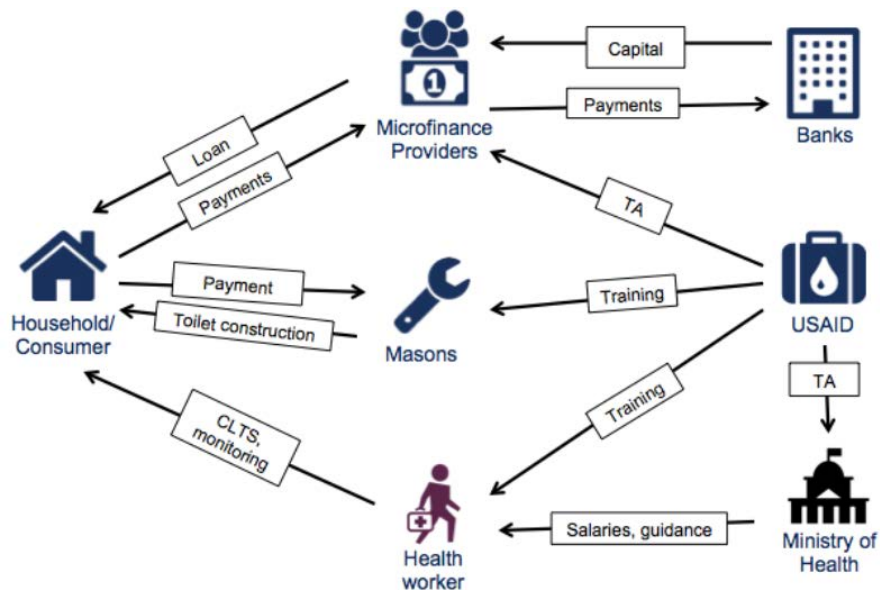 Capital
Payments
Microfinance
Providers
Banks
Loan
Payments
TA
Household/
Consumer
Payment
Toilet construction
Masons
Training
USAID
TA
CLTS,
monitoring
Training
Health
worker
Salaries, guidance
Ministry of
Health
1